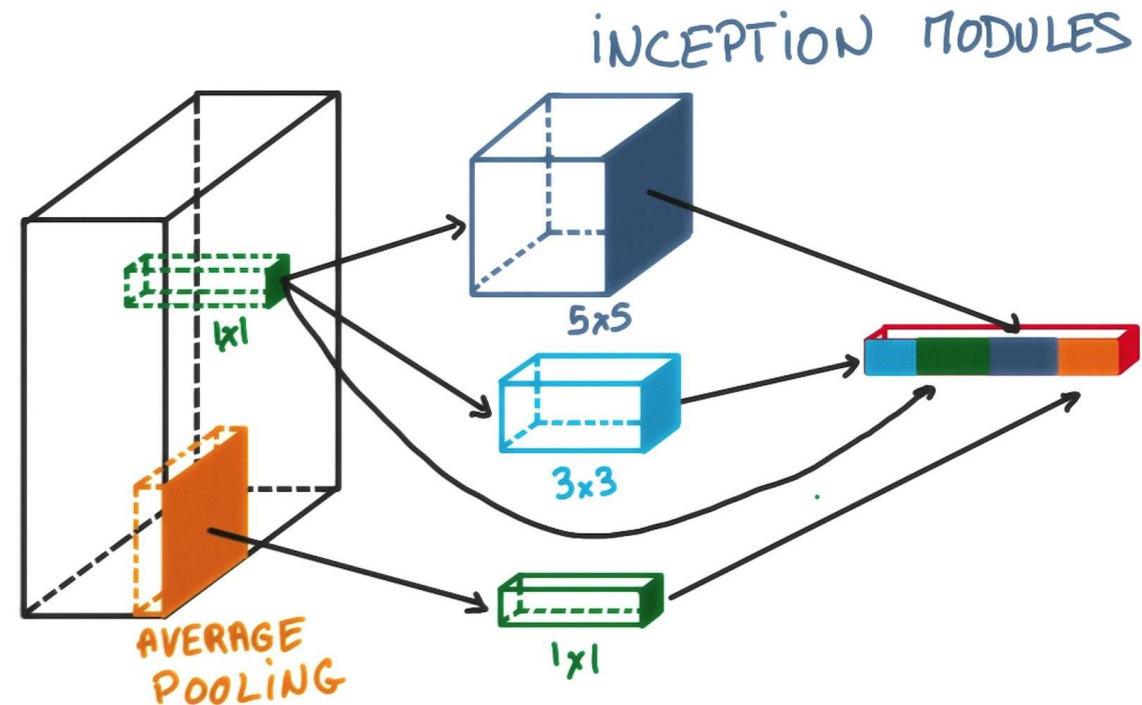 iNCEPTiON MODULES
1x1
5x5
3x3
AVERAGE
POOLiNG
1x1